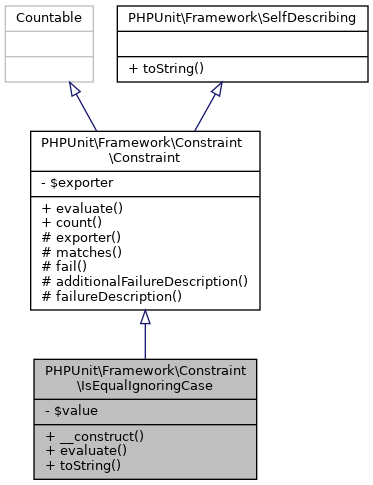 Countable
PHPUnit\Framework\SelfDescribing
+ toString()
PHPUnit\Framework\Constraint
\Constraint
- $exporter
+ evaluate()
+ count()
# exporter()
# matches()
# fail()
# additionalFailureDescription()
# failureDescription()
PHPUnit\Framework\Constraint
\IsEqualIgnoringCase
- $value
+ __construct()
+ evaluate()
+ toString()